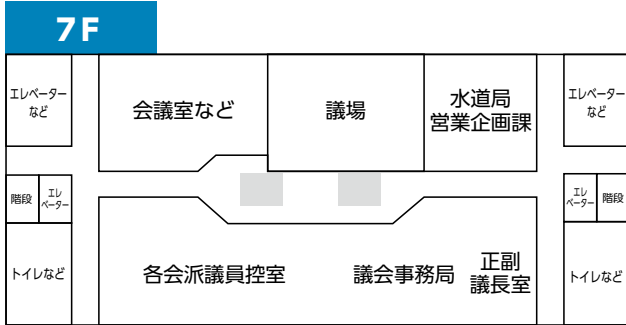 7F
エレベーター
など
会議室など
議場
水道局
営業企画課
エレベーター
など
階段
エレ
ベーター
エレ
ベーター
階段
トイレなど
各会派議員控室
議会事務局
正副
議長室
トイレなど